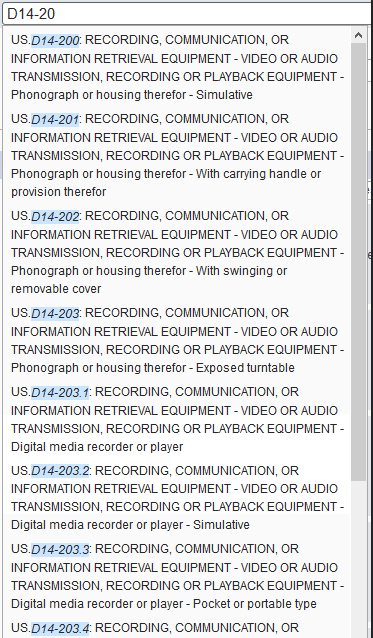 D14-20
US.D14-200: RECORDING, COMMUNICATION, OR
INFORMATION RETRIEVAL EQUIPMENT - VIDEO OR AUDIO
TRANSMISSION, RECORDING OR PLAYBACK EQUIPMENT -
Phonograph or housing therefor - Simulative
US.D14-201: RECORDING, COMMUNICATION, OR
INFORMATION RETRIEVAL EQUIPMENT - VIDEO OR AUDIO
TRANSMISSION, RECORDING OR PLAYBACK EQUIPMENT -
Phonograph or housing therefor - With carrying handle or
provision therefor
US.D14-202: RECORDING, COMMUNICATION, OR
INFORMATION RETRIEVAL EQUIPMENT - VIDEO OR AUDIO
TRANSMISSION, RECORDING OR PLAYBACK EQUIPMENT -
Phonograph or housing therefor - With swinging or
removable cover
US.D14-203: RECORDING, COMMUNICATION, OR
INFORMATION RETRIEVAL EQUIPMENT - VIDEO OR AUDIO
TRANSMISSION, RECORDING OR PLAYBACK EQUIPMENT -
Phonograph or housing therefor - Exposed turntable
US.D14-203.1: RECORDING, COMMUNICATION, OR
INFORMATION RETRIEVAL EQUIPMENT - VIDEO OR AUDIO
TRANSMISSION, RECORDING OR PLAYBACK EQUIPMENT -
Digital media recorder or player
US.D14-203.2: RECORDING, COMMUNICATION, OR
INFORMATION RETRIEVAL EQUIPMENT - VIDEO OR AUDIO
TRANSMISSION, RECORDING OR PLAYBACK EQUIPMENT -
Digital media recorder or player - Simulative
US.D14-203.3: RECORDING, COMMUNICATION, OR
INFORMATION RETRIEVAL EQUIPMENT - VIDEO OR AUDIO
TRANSMISSION, RECORDING OR PLAYBACK EQUIPMENT -
Digital media recorder or player - Pocket or portable type
US.D14-203.4: RECORDING, COMMUNICATION, OR